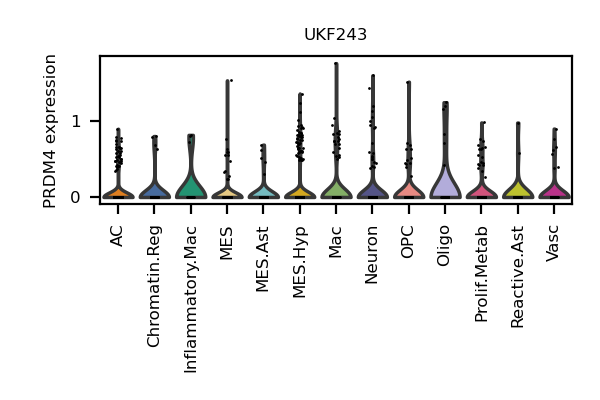 UKF243
PRDM4 expression
1
0
AC
Chromatin.Reg
Inflammatory.Mac
MES
MES.Ast
MES.Hyp
Mac
Neuron
OPC
Oligo
Prolif.Metab
Reactive.Ast
Vasc